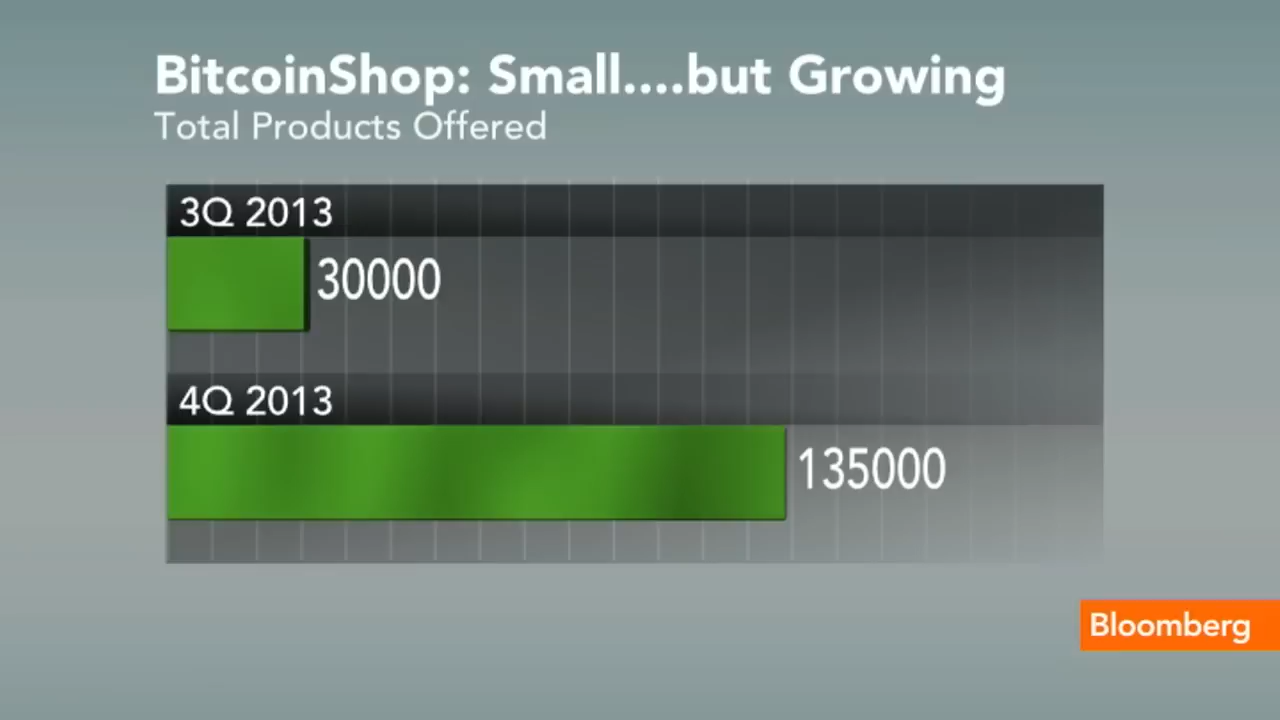 BitcoinShop: Small....but Growing
Total Products Offered
3Q 2013
30000
4Q 2013
135000
Bloomberg